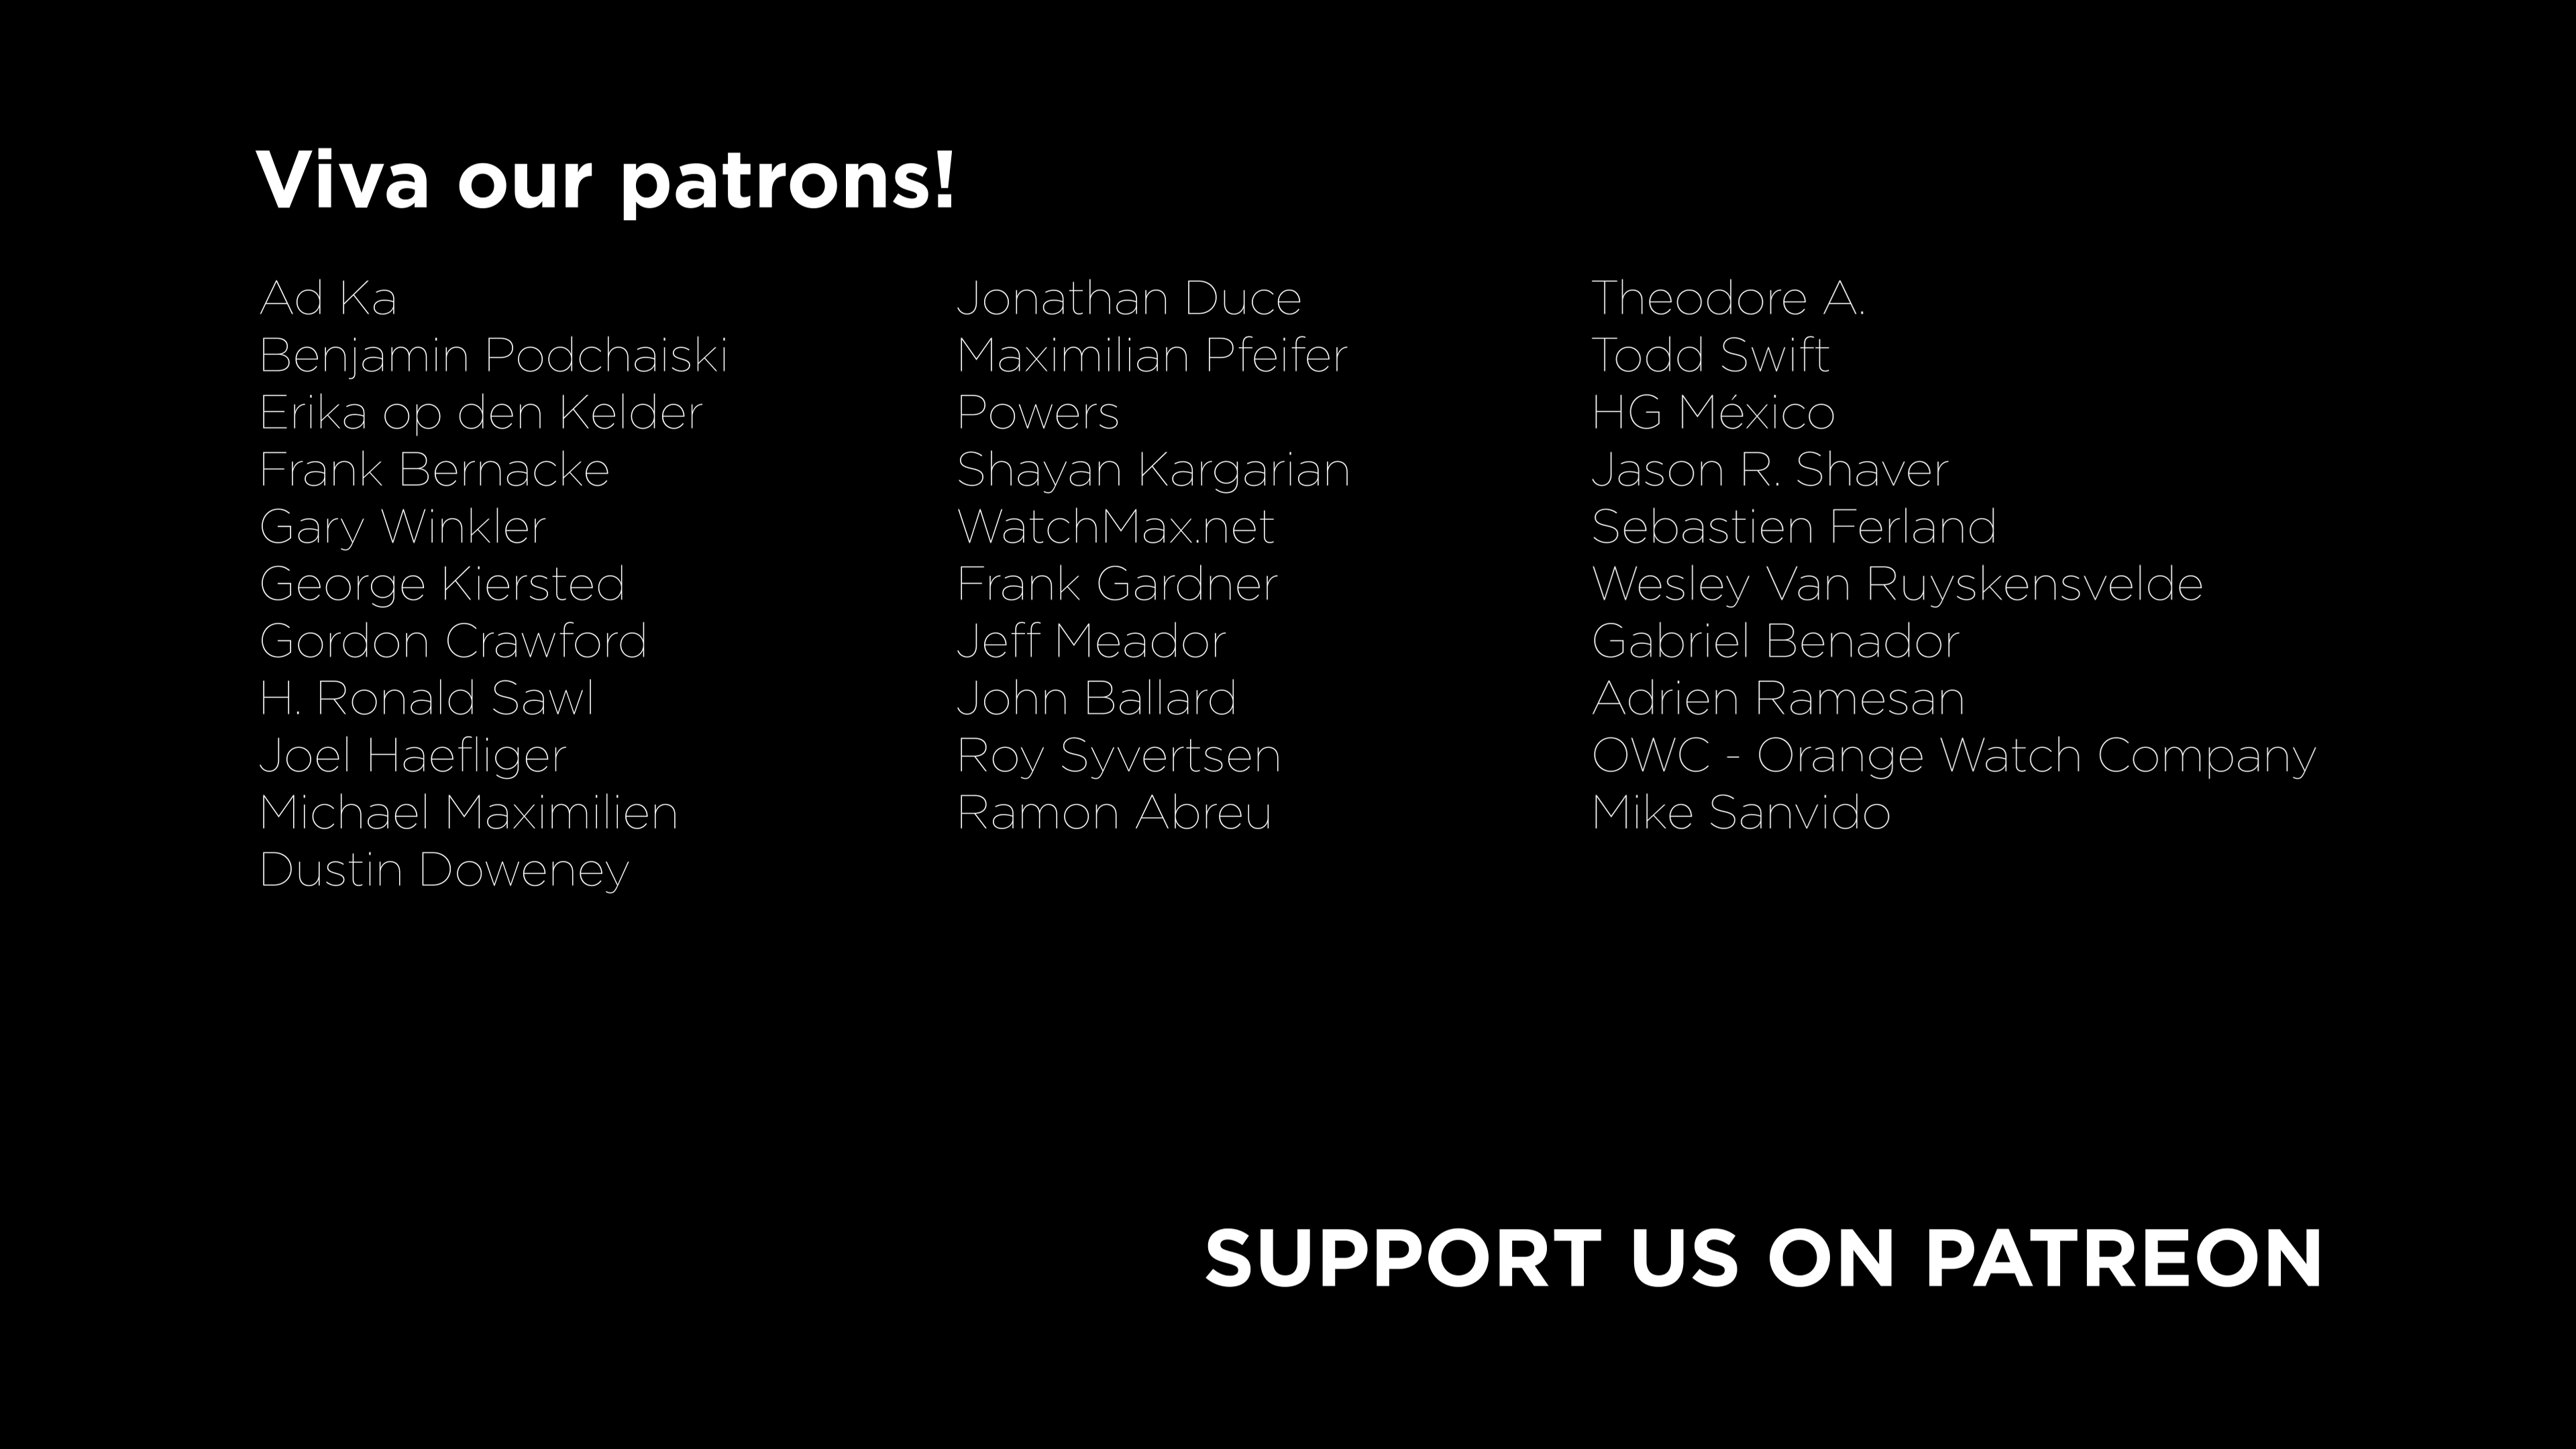 Viva our patrons!
Ad Ka
Benjamin Podchaiski
Erika op den Kelder
Frank Bernacke
Gary Winkler
George Kiersted
Gordon Crawford
H. Ronald Sawl
Joel Haefliger
Michael Maximilien
Dustin Doweney
Jonathan Duce
Maximilian Pfeifer
Powers
Shayan Kargarian
WatchMax.net
Frank Gardner
Jeff Meador
John Ballard
Roy Syvertsen
Ramon Abreu
Theodore A.
Todd Swift
HG México
Jason R. Shaver
Sebastien Ferland
Wesley Van Ruyskensvelde
Gabriel Benador
Adrien Ramesan
OWC - Orange Watch Company
Mike Sanvido
SUPPORT US ON PATREON